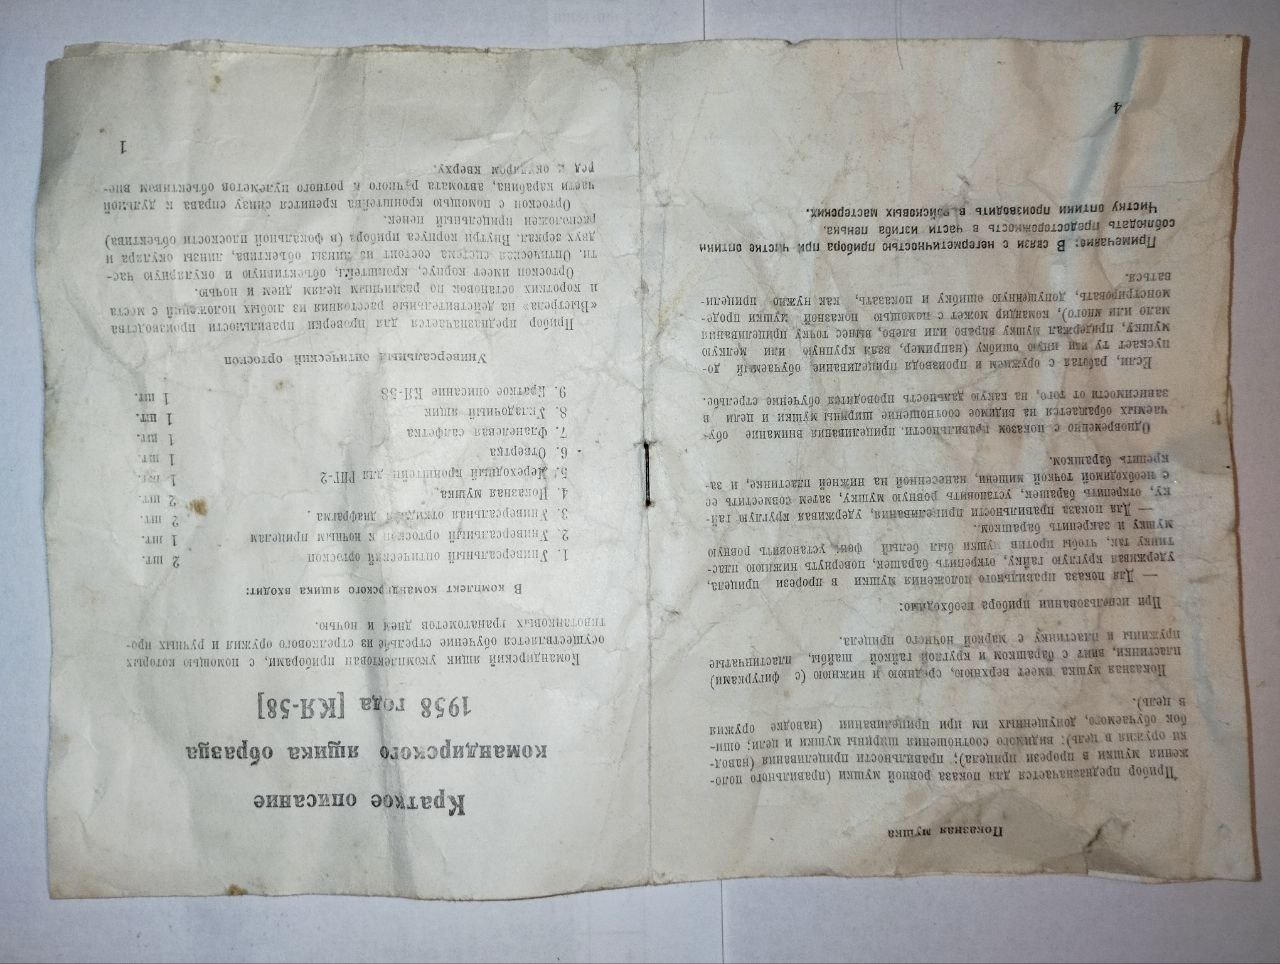 Показная мушка
Прибор предназначается для показа ровной мушки (правильного поло-
жения мушки в прорези прицела); правильности прицеливания (навод-
ки оружия в цель); видимого соотношения ширины мушки и цели; оши-
бок обучаемого, допущенных им при прицеливании (наводке оружия
в цель).
Показная мушка имеет верхнюю, среднюю и нижнюю (с фигурками)
пластинки, винт с барашком и круглой гайкой шайбы, пластинчатые
пружины и пластинку с маркой ночного прицела.
При использовании прибора необходимо:
— Для показа правильного положения мушки в прорези прицела,
удерживая круглую гайку, открепить барашек, повернуть нижнюю плас-
тинку так, чтобы против мушки был белый фон; установить ровную
мушку и закрепить барашком.
— Для показа правильности прицеливания, удерживая круглую гай-
ку, открепить барашек, установить ровную мушку, затем совместить ее
с необходимой точкой мишени, нанесенной на нижней пластинке, и за-
крепить барашком.
Одновременно с показом правильности прицеливания внимание обу-
чаемых обращается на видимое соотношение ширины мушки и цели в
зависимости от того, на какую дальность проводится обучение стрельбе.
Если, работая с оружием и производя прицеливание обучаемый до-
пускает ту или иную ошибку (например, взял крупную или мелкую
мушку, придержал мушку вправо или влево, вынес точку прицеливания
мало или много), командир может с помощью показной мушки проде-
монстрировать, допущенную ошибку и показать, как нужно прицели-
ваться.
Примечание: В связи с негерметичностью прибора при чистке оптики
соблюдать предосторожность в части изгиба пенька.
Чистку оптики производить в войсковых мастерских.
4
Краткое описание
командирского ящика образца
1958 года [КЯ-58]
Командирский ящик укомплектован приборами, с помощью которых
осуществляется обучение стрельбе из стрелкового оружия и ручных про-
тивотанковых гранатометов днем и ночью.
В комплект командирского ящика входит:
1. Универсальный оптический ортоскоп 2 шт
2. Универсальный ортоскоп к ночным прицелам 1 шт.
3. Универсальная откидная диафрагма 2 шт.
4. Показная мушка 2 шт.
5. Переходный кронштейн для РПГ-2 1 шт.
6. Отвертка 1 шт.
7. Фланелевая салфетка 1 шт.
8. Укладочный ящик 1 шт.
9. Краткое описание КЯ-58 1 шт.
Универсальный оптический ортоскоп
Прибор предназначается для проверки правильности производства
«выстрела» на действительные расстояния из любых положений с места
и коротких остановок по различным целям днем и ночью.
Ортоскоп имеет корпус, кронштейн, объективную и окулярную час-
ти. Оптическая система состоит из линзы объектива, линзы окуляра и
двух зеркал. Внутри корпуса прибора (в фокальной плоскости объектива)
расположен прицельный пенек.
Ортоскоп с помощью кронштейна крепится снизу справа к дульной
части карабина, автомата ручного и ротного пулеметов объективом впе-
ред и окуляром кверху.
1